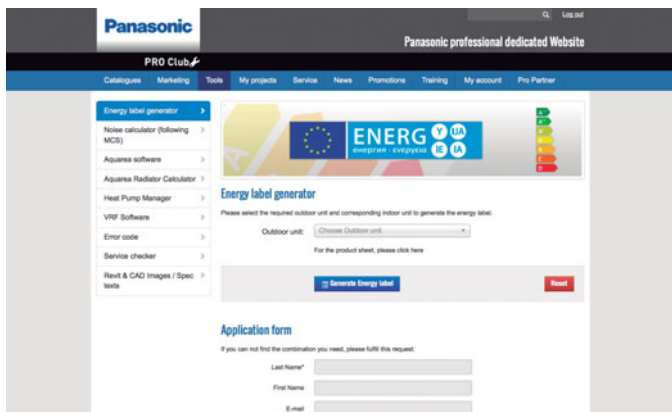 Log out
Panasonic
Panasonic professional dedicated Website
PRO Club
Catalogues Marketing Tools My projects Service News Promotions Training My account Pro Partner
Energy label generator
Noise calculator (following
MCS)
Aquarea software
Aquarea Radiator Calculator
Heat Pump Manager
VRF Software
Error code
Service checker
Revit & CAD Images / Spec
texts
ENERG Y UA
енергия · ενεργεια IE IA
Energy label generator
Please select the required outdoor unit and corresponding indoor unit to generate the energy label.
Outdoor unit: Choose Outdoor unit
For the product sheet, please click here
Generate Energy label
Reset
Application form
If you can not find the combination you need, please fulfill this request:
Last Name*
First Name
E-mail